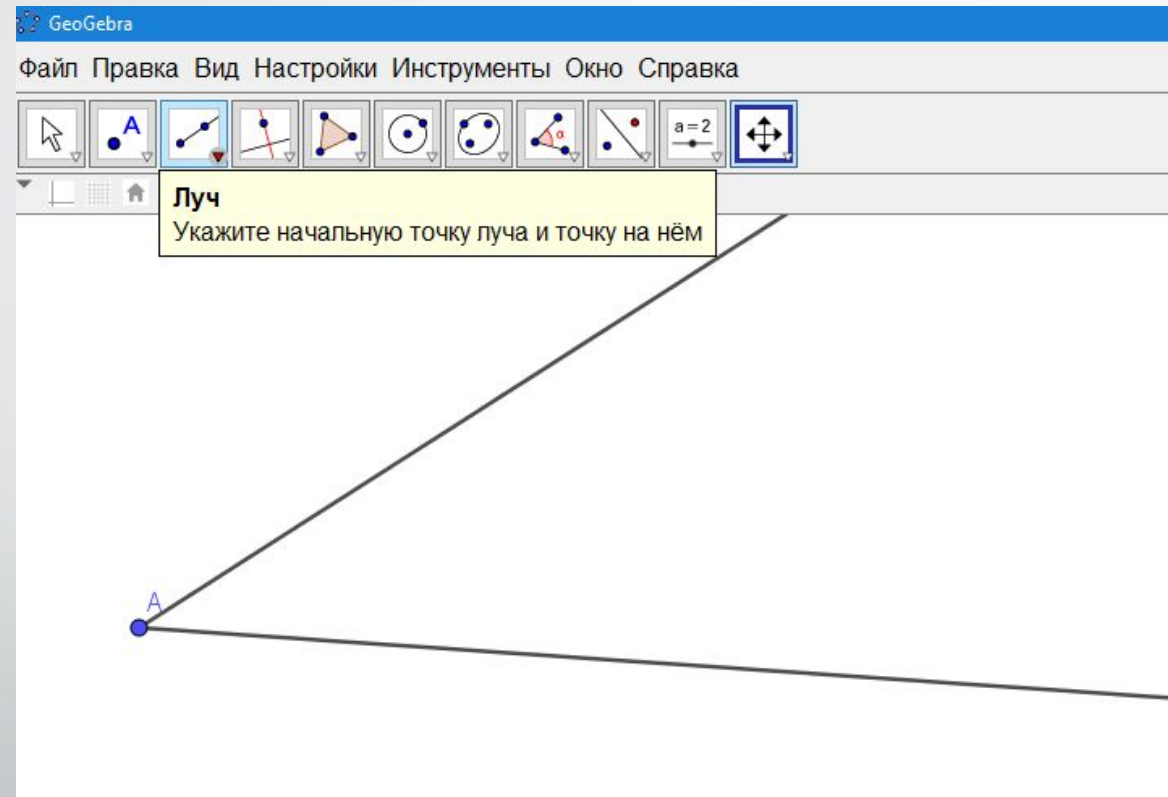 GeoGebra
Файл Правка Вид Настройки Инструменты Окно Справка
A
α
a=2
Луч
Укажите начальную точку луча и точку на нём
A